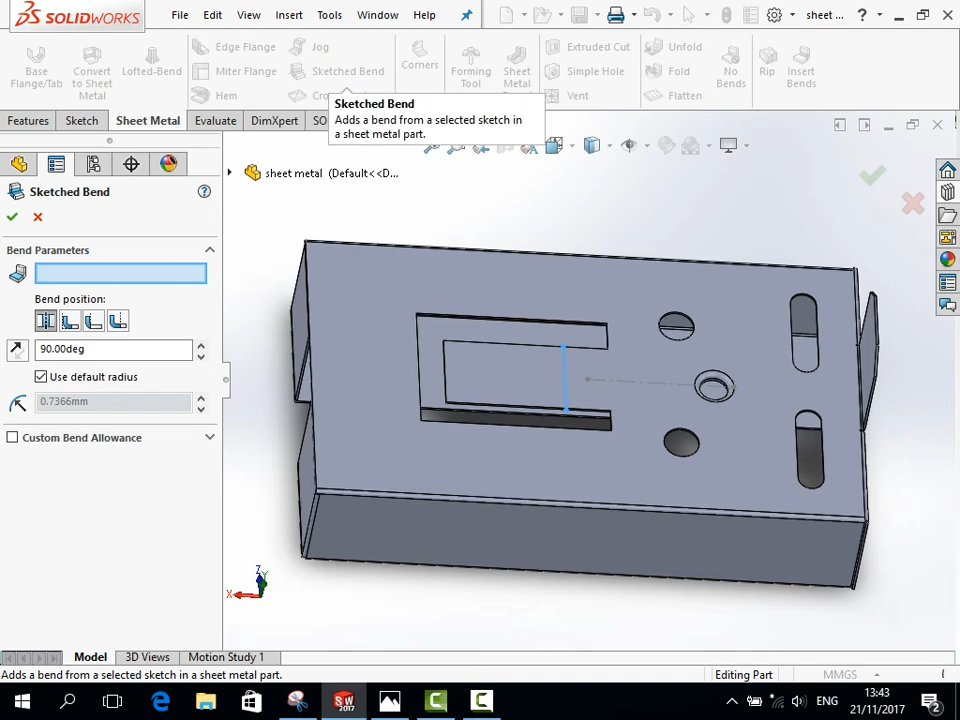 SOLIDWORKS
File Edit View Insert Tools Window Help
sheet ...
Base Flange/Tab
Convert to Sheet Metal
Lofted-Bend
Edge Flange
Miter Flange
Hem
Jog
Sketched Bend
Corners
Forming Tool
Sheet Metal
Extruded Cut
Simple Hole
Vent
Unfold
Fold
Flatten
No Bends
Rip
Insert Bends
Sketched Bend
Adds a bend from a selected sketch in
a sheet metal part.
Features Sketch Sheet Metal Evaluate DimXpert SO
sheet metal (Default<<D...
Sketched Bend
Bend Parameters
Bend position:
90.00deg
Use default radius
0.7366mm
Custom Bend Allowance
Z
Y
X
Model 3D Views Motion Study 1
Adds a bend from a selected sketch in a sheet metal part.
Editing Part MMGS
SW 2017
ENG
13:43
21/11/2017
2